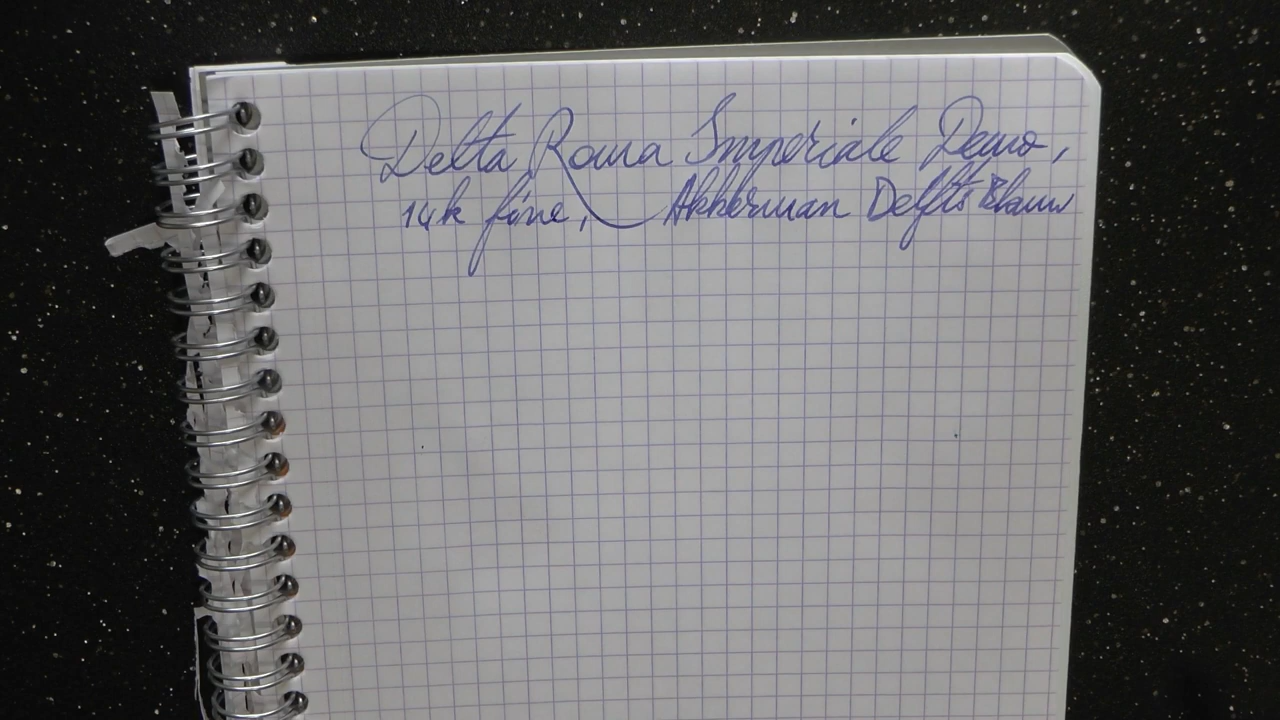 Delta Roma Imperiale Demo,
14k fine, Akkerman Delfts Blauw